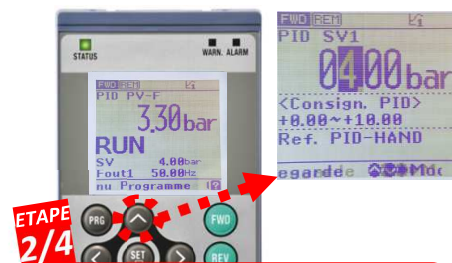 STATUS
WARN. ALARM
FWD REM
PID PV-F
3.30bar
RUN
SV 4.00bar
Fout1 50.00Hz
nu Programme
PRG
FWD
SET
REV
ETAPE
2/4
FWD REM
PID SV1
0400bar
<Consign. PID>
+0.00~+10.00
Ref. PID-HAND
egarde